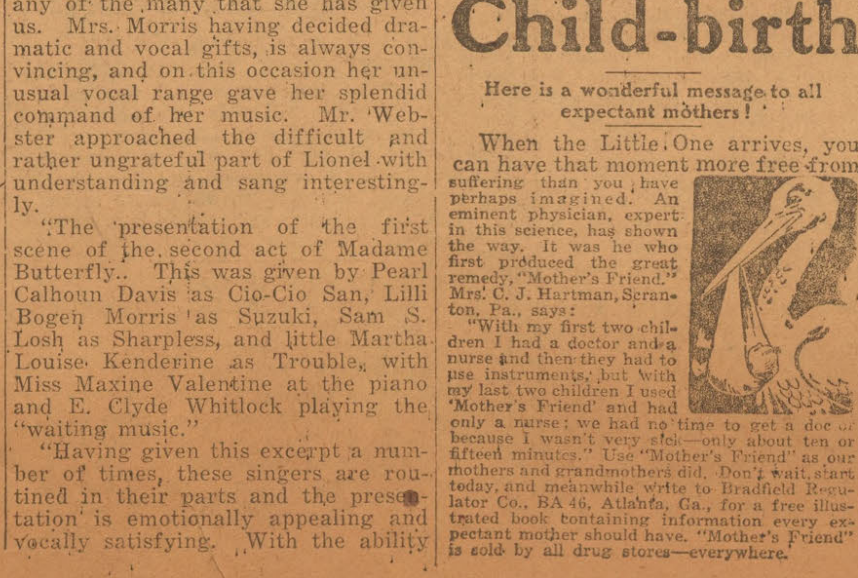 any of the many that she has given
us. Mrs. Morris having decided dra-
matic and vocal gifts, is always con-
vincing, and on this occasion her un-
usual vocal range gave her splendid
command of her music. Mr. Web-
ster approached the difficult and
rather ungrateful part of Lionel with
understanding and sang interesting-
ly.
"The presentation of the first
scene of the second act of Madame
Butterfly.. This was given by Pearl
Calhoun Davis as Cio-Cio San, Lilli
Bogen Morris as Suzuki, Sam S.
Losh as Sharpless, and little Martha
Louise Kenderine as Trouble, with
Miss Maxine Valentine at the piano
and E. Clyde Whitlock playing the
"waiting music."
"Having given this excerpt a num-
ber of times, these singers are rou-
tined in their parts and the presen-
tation is emotionally appealing and
vocally satisfying. With the ability
Child-birth
Here is a wonderful message to all
expectant mothers!
When the Little One arrives, you
can have that moment more free from
suffering than you have
perhaps imagined. An
eminent physician, expert
in this science, has shown
the way. It was he who
first produced the great
remedy, "Mother's Friend."
Mrs. C. J. Hartman, Scran-
ton, Pa., says:
"With my first two chil-
dren I had a doctor and a
nurse and then they had to
use instruments, but with
my last two children I used
'Mother's Friend' and had
only a nurse; we had no time to get a doc
because I wasn't very sick—only about ten or
fifteen minutes." Use "Mother's Friend" as our
mothers and grandmothers did. Don't wait, start
today, and meanwhile write to Bradfield Regu-
lator Co., BA 46, Atlanta, Ga., for a free illus-
trated book containing information every ex-
pectant mother should have. "Mother's Friend"
is sold by all drug stores—everywhere.